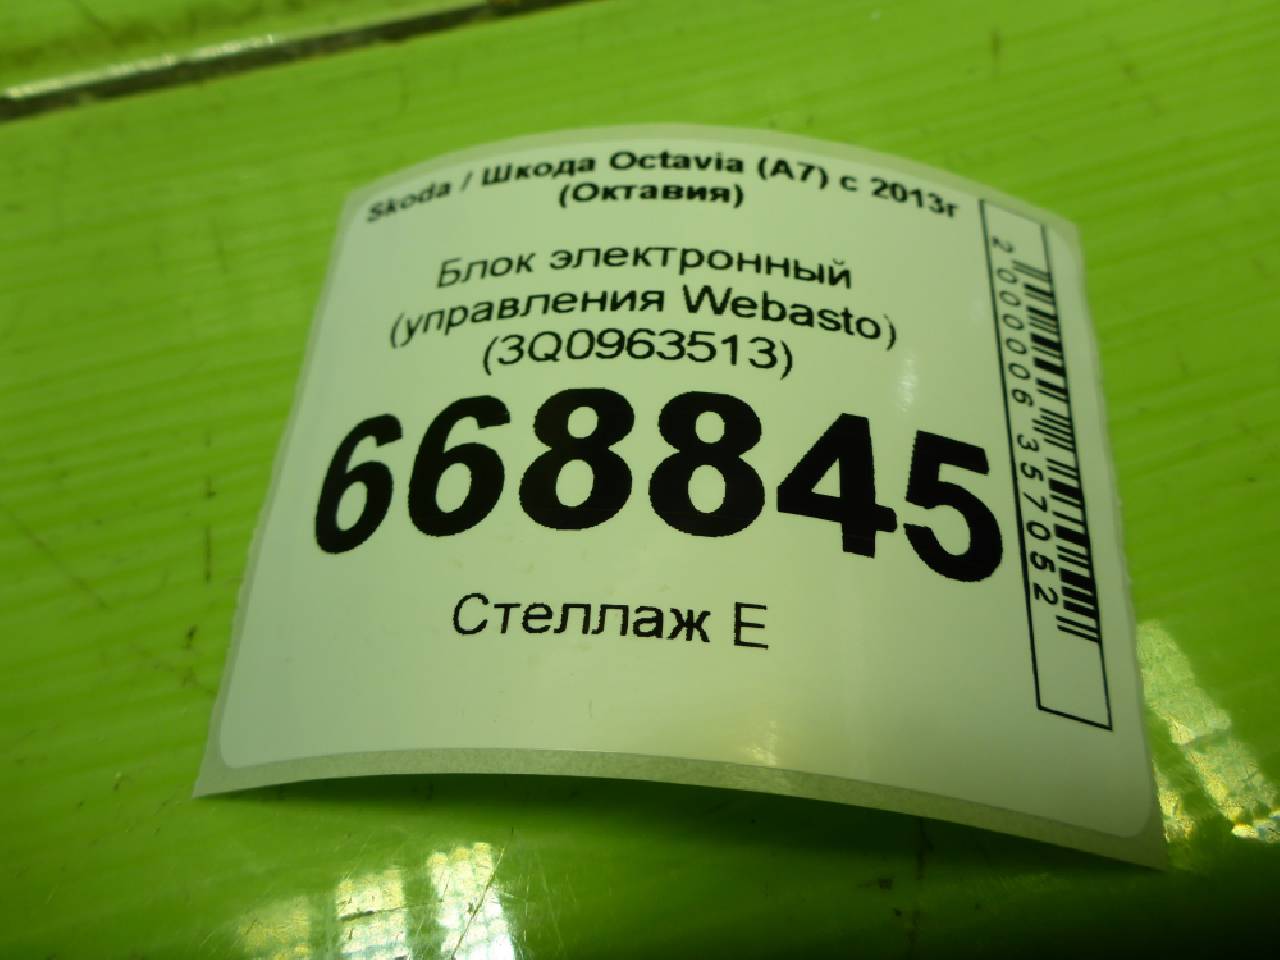 Skoda / Шкода Octavia (A7) с 2013г
(Октавия)
Блок электронный
(управления Webasto)
(3Q0963513)
668845
Стеллаж Е
2000006357052